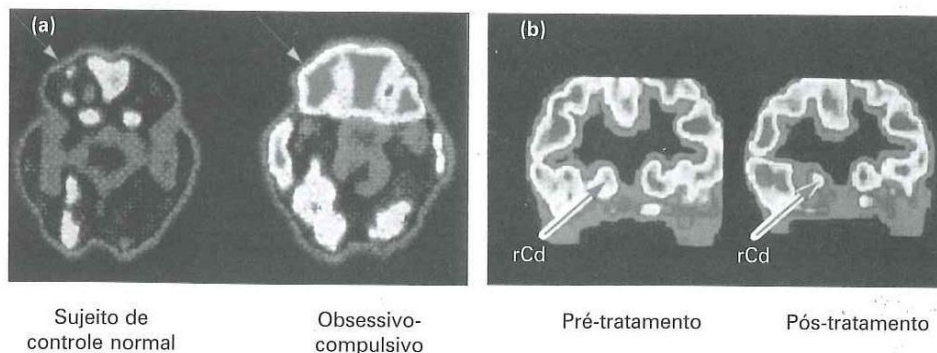 (a)
(b)
rCd
rCd
Sujeito de
controle normal
Obsessivo-
compulsivo
Pré-tratamento
Pós-tratamento